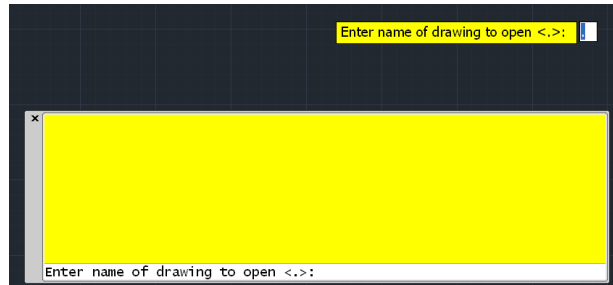 Enter name of drawing to open <.>: .
Enter name of drawing to open <.>: